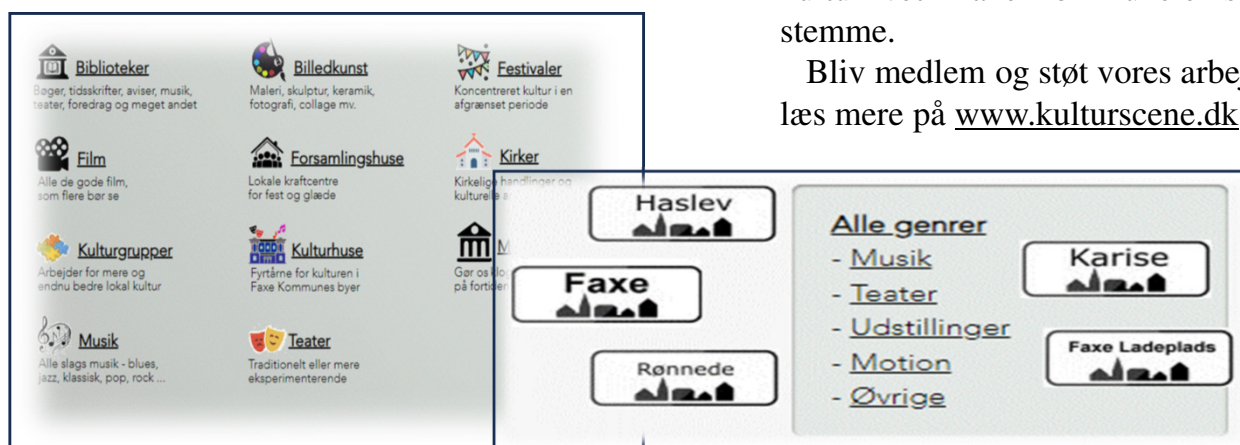 stemme.
Bliv medlem og støt vores
læs mere på www.kulturscene.dk
Biblioteker
Bøger, tidsskrifter, aviser, musik,
teater, foredrag og meget andet
Billedkunst
Maleri, skulptur, keramik,
fotografi, collage mv.
Festivaler
Koncentreret kultur i en
afgrænset periode
Film
Alle de gode film,
som flere bør se
Forsamlingshuse
Lokale kraftcentre
for fest og glæde
Kirker
Kirkelige handlinger og
kulturelle
Kulturgrupper
Arbejder for mere og
endnu bedre lokal kultur
Kulturhuse
Fyrtårne for kulturen i
Faxe Kommunes byer
Gør os
på
Musik
Alle slags musik - blues,
jazz, klassisk, pop, rock ...
Teater
Traditionelt eller mere
eksperimenterende
Haslev
Faxe
Rønnede
Alle genrer
- Musik
- Teater
- Udstillinger
- Motion
- Øvrige
Karise
Faxe Ladeplads